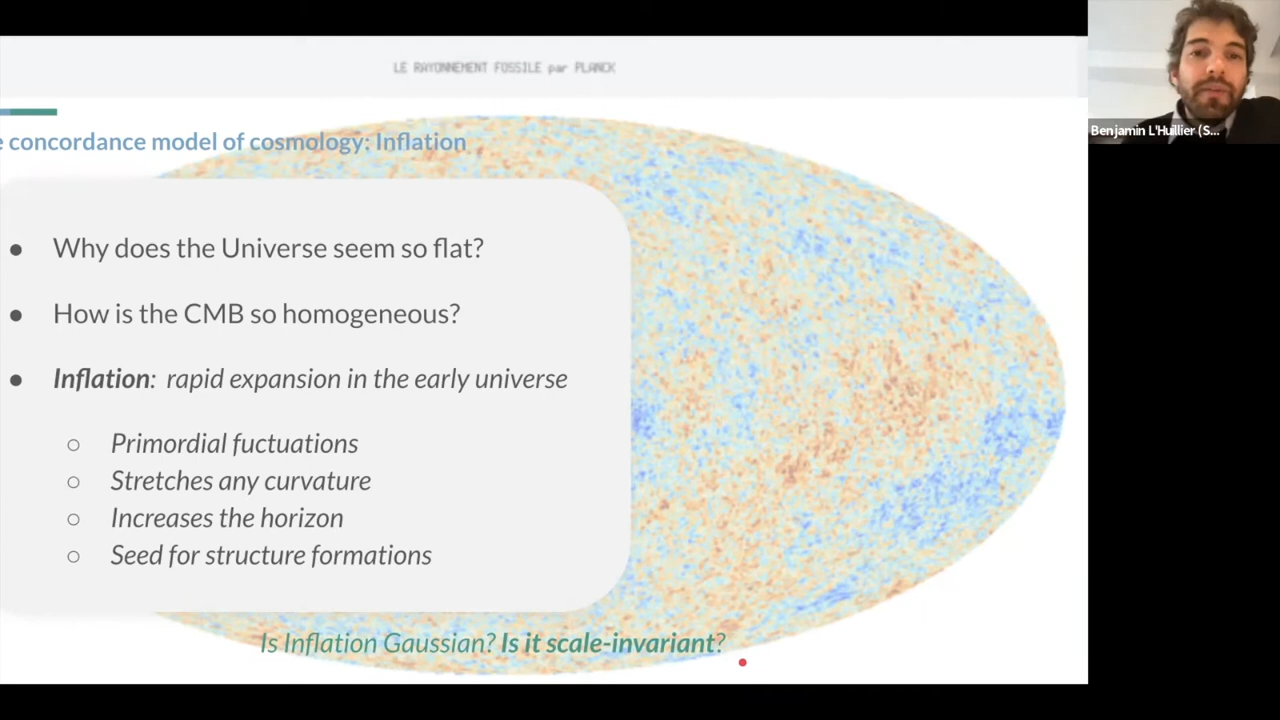 LE RAYONNEMENT FOSSILE par PLANCK
e concordance model of cosmology: Inflation
● Why does the Universe seem so flat?
● How is the CMB so homogeneous?
● Inflation: rapid expansion in the early universe
○ Primordial fuctuations
○ Stretches any curvature
○ Increases the horizon
○ Seed for structure formations
Is Inflation Gaussian? Is it scale-invariant?
Benjamin L'Huillier (S...